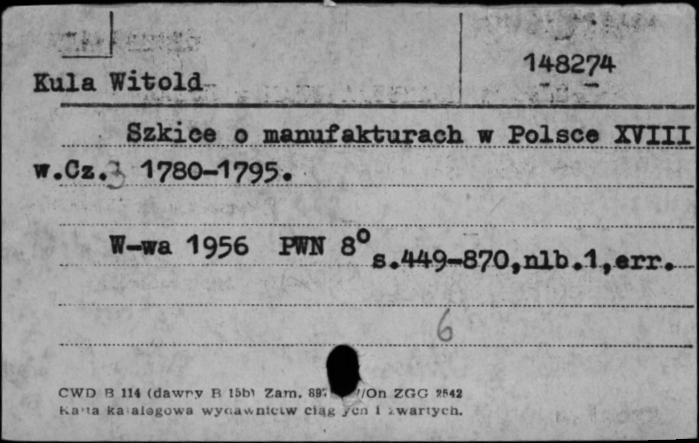 148274
Kula Witold
Szkice o manufakturach w Polsce XVIII
w.Cz.3 1780-1795.
W-wa 1956 PWN 8° s.449-870,nlb.1,err.
6
CWD B 114 (dawny B 15b) Zam. /On ZGG 2542
Karta katalogowa wydawnictw ciągłych i zwartych.